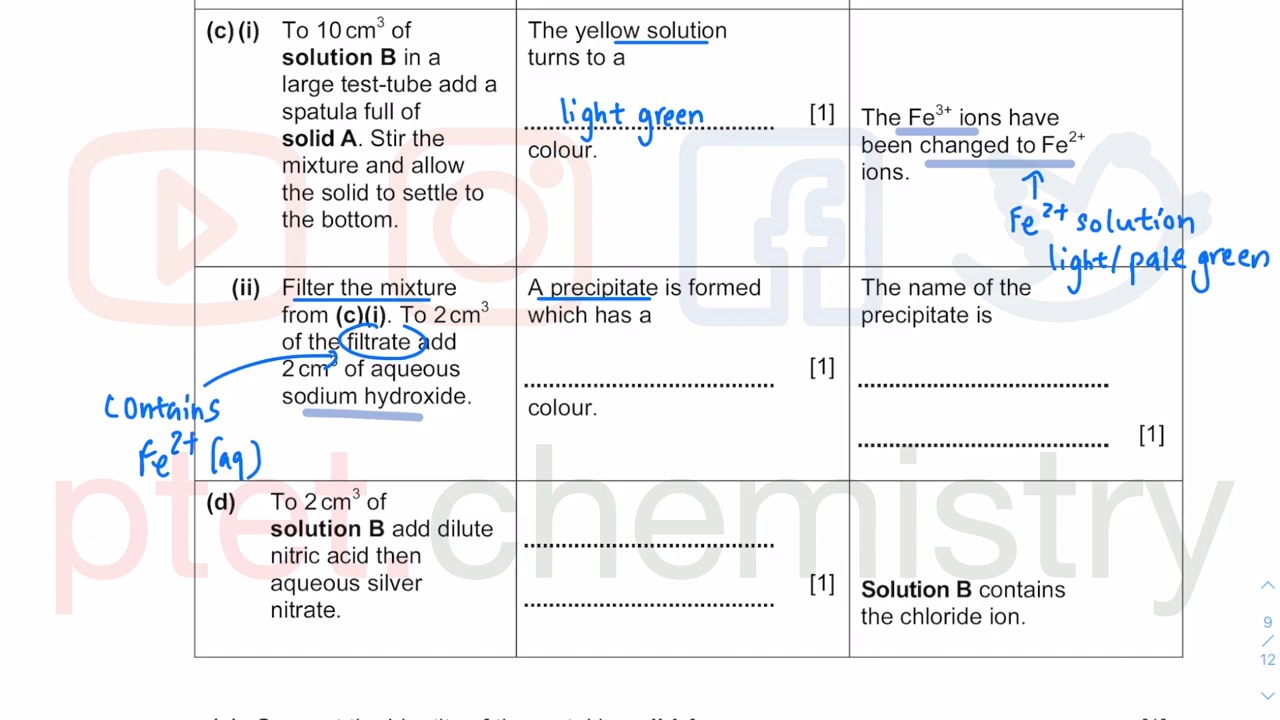 (c) (i) To 10 cm³ of
solution B in a
large test-tube add a
spatula full of
solid A. Stir the
mixture and allow
the solid to settle to
the bottom.
The yellow solution
turns to a
light green
[1]
colour.
The Fe³⁺ ions have
been changed to Fe²⁺
ions.
Fe²⁺ solution
light/pale green
(ii) Filter the mixture
from (c)(i). To 2 cm³
of the filtrate add
2 cm³ of aqueous
sodium hydroxide.
contains
Fe²⁺ (aq)
A precipitate is formed
which has a
[1]
colour.
The name of the
precipitate is
[1]
(d) To 2 cm³ of
solution B add dilute
nitric acid then
aqueous silver
nitrate.
[1]
Solution B contains
the chloride ion.
ptet.chemistry
9
/
12